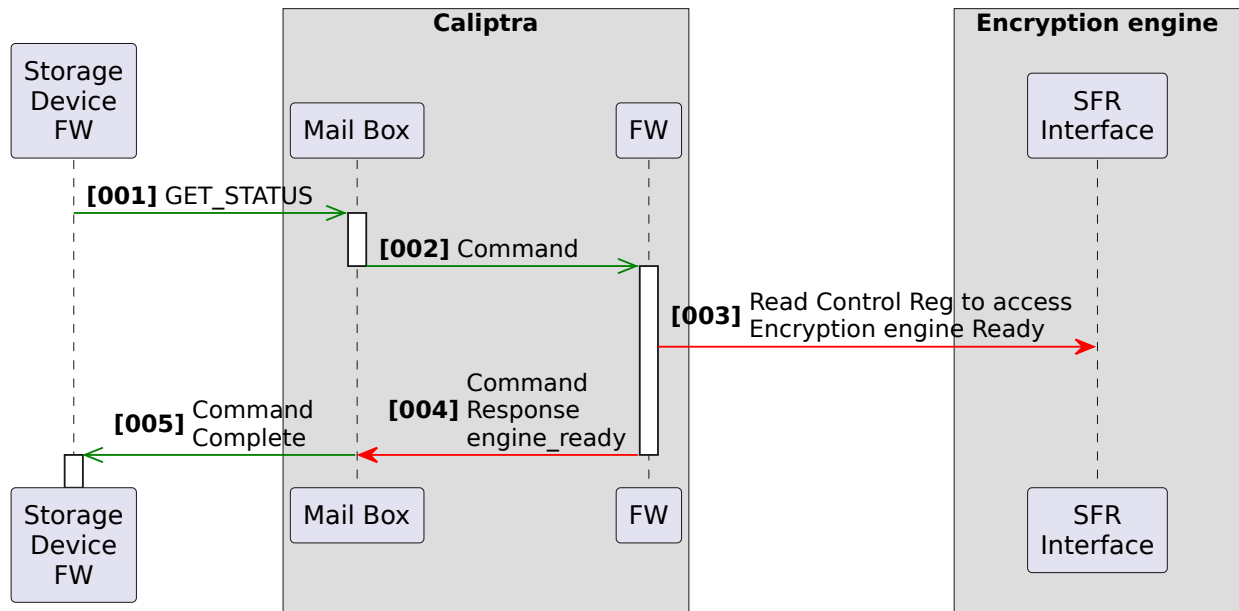 Caliptra
Encryption engine
Storage
Device
FW
Mail Box
FW
SFR
Interface
[001] GET_STATUS
[002] Command
[003] Read Control Reg to access
Encryption engine Ready
[004] Command
Response
engine_ready
[005] Command
Complete
Storage
Device
FW
Mail Box
FW
SFR
Interface